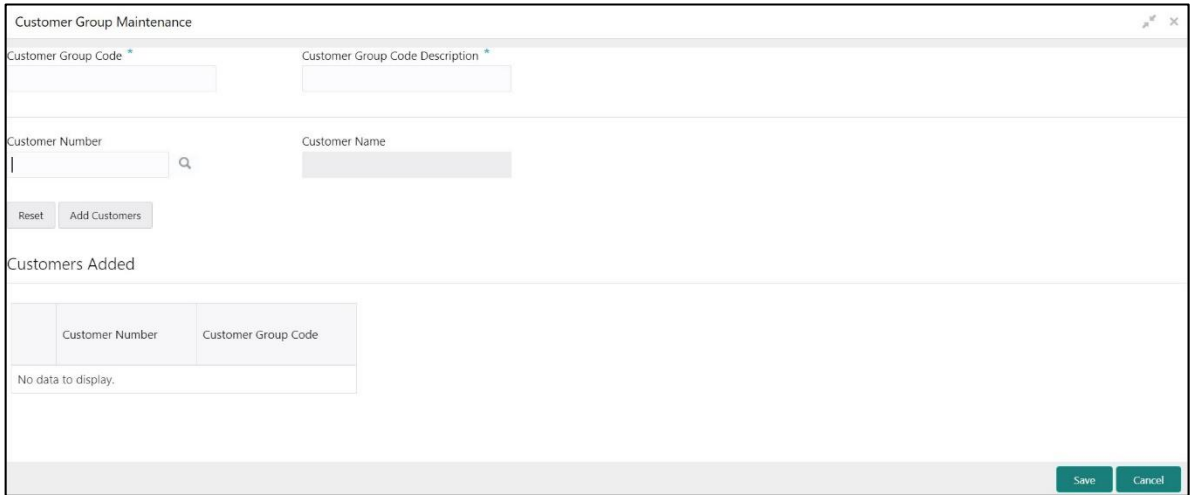 Customer Group Maintenance
Customer Group Code * Customer Group Code Description *
Customer Number Customer Name
Reset Add Customers
Customers Added
Customer Number Customer Group Code
No data to display.
Save Cancel